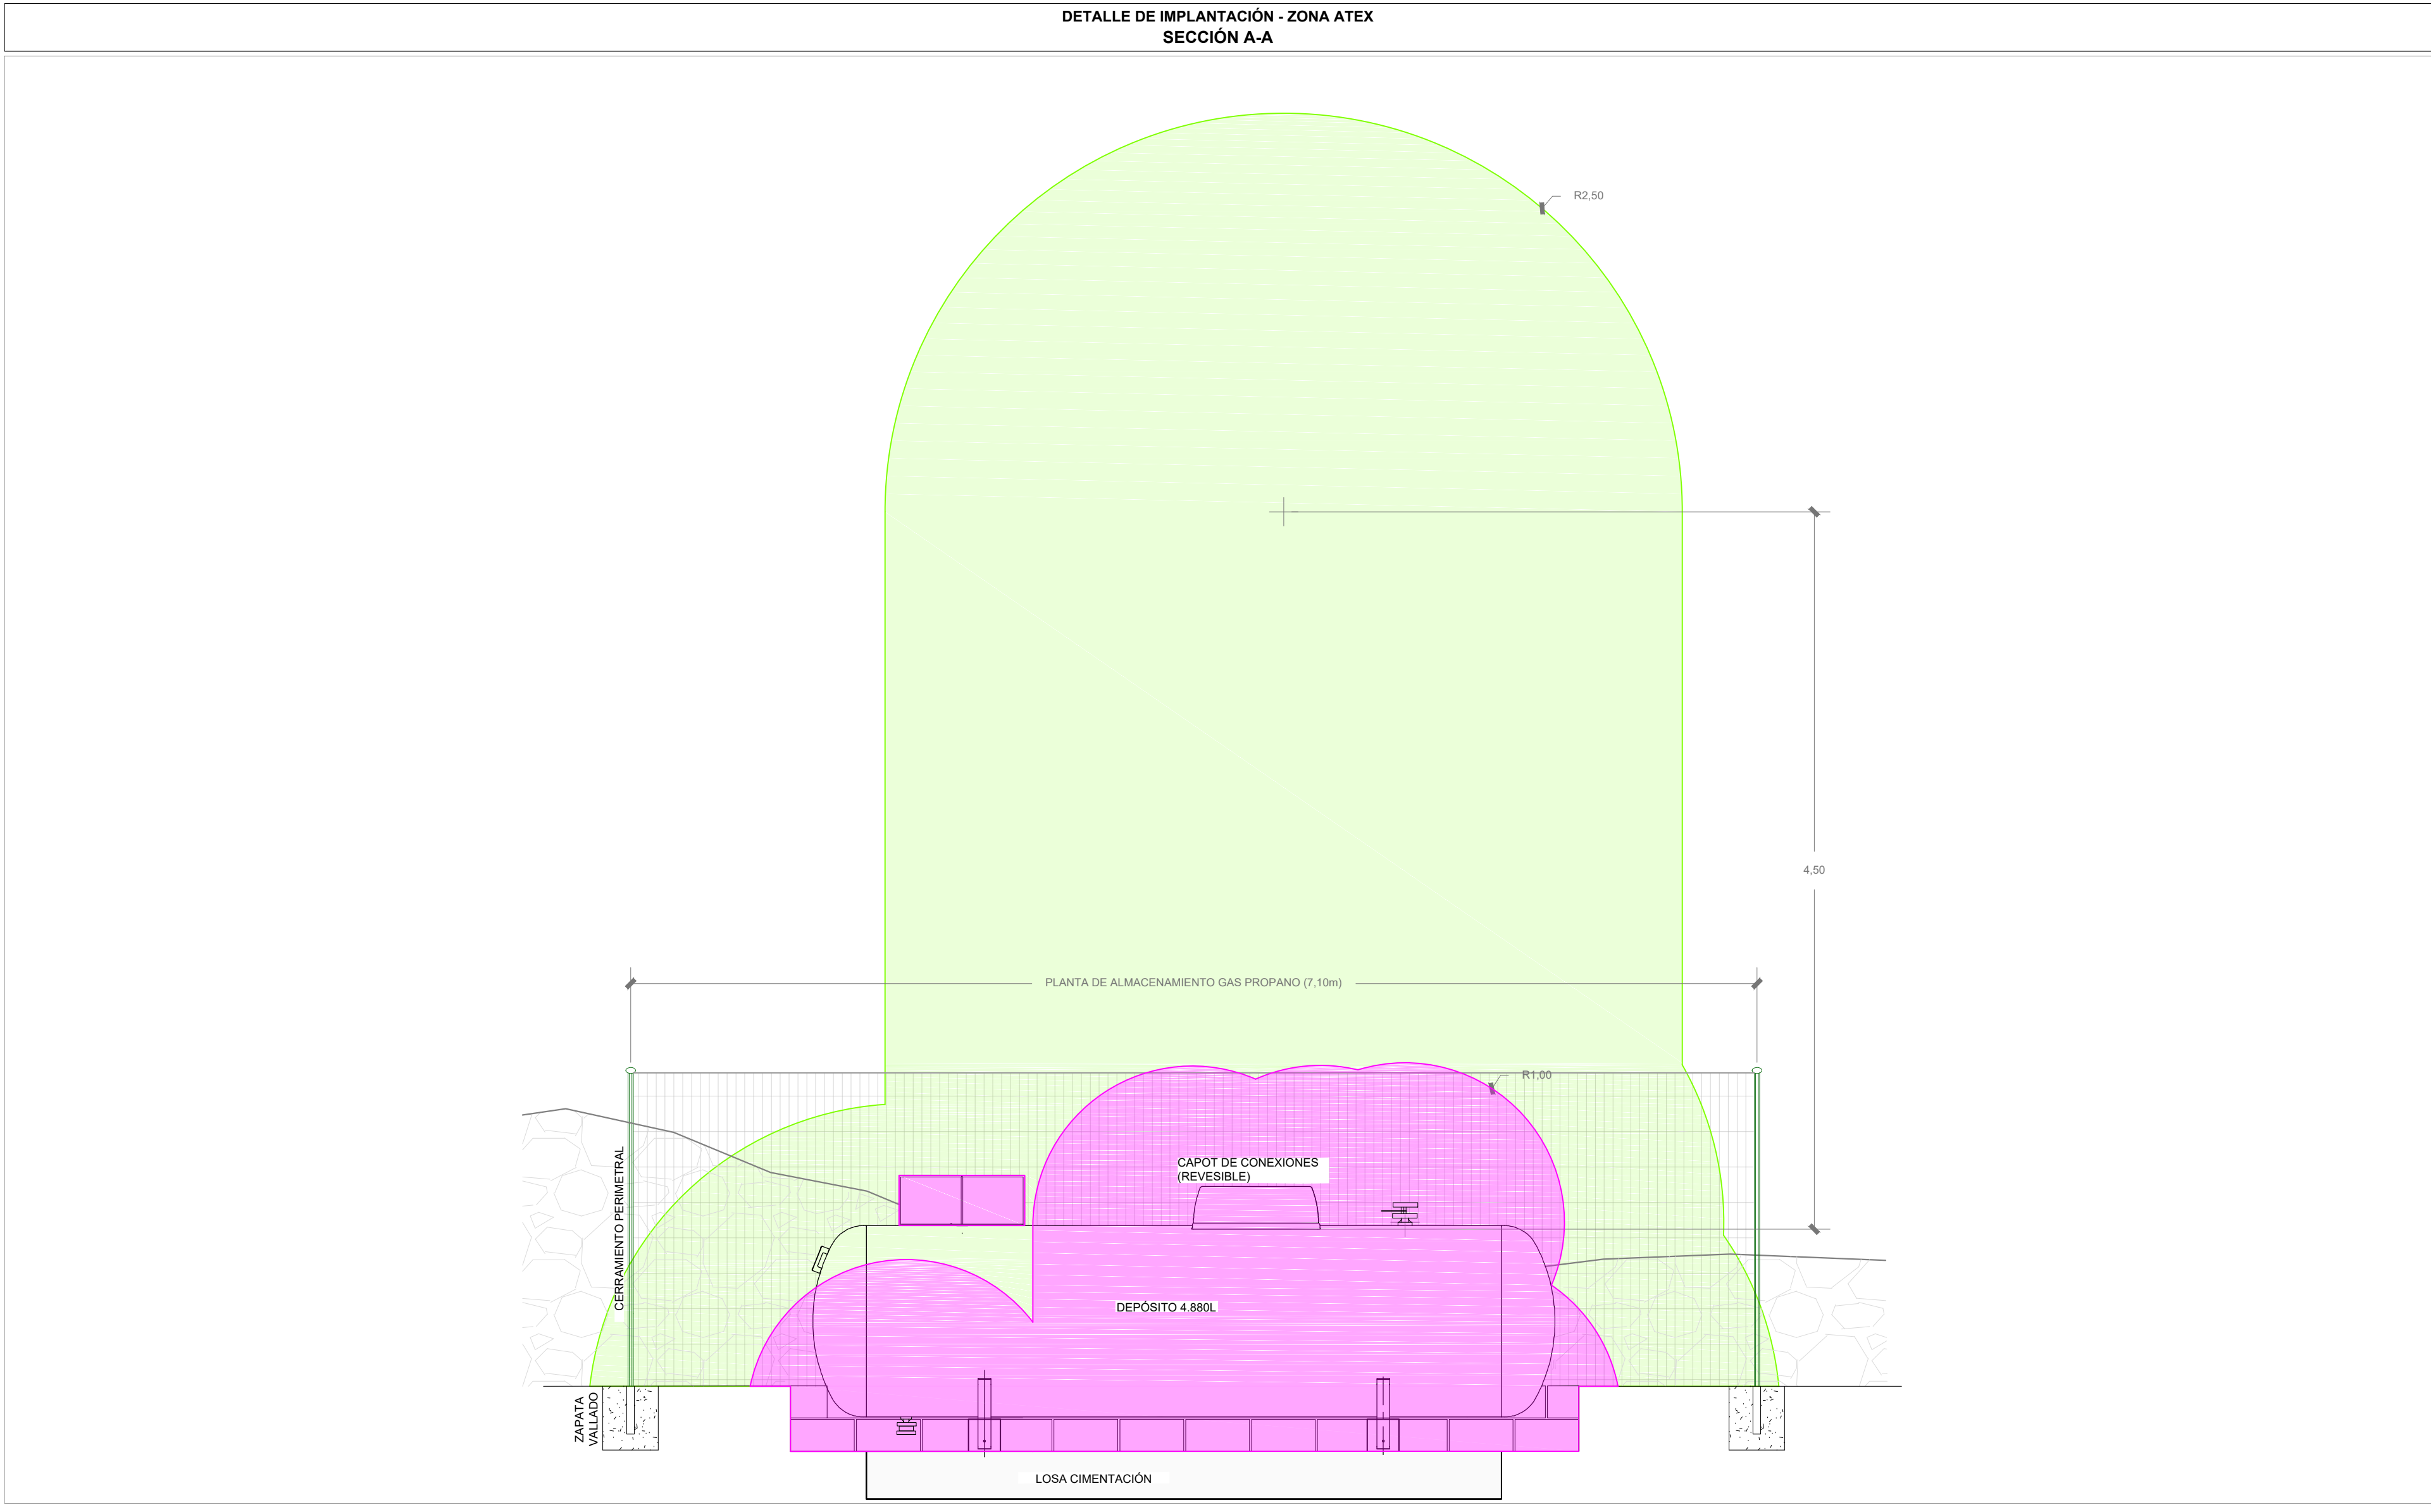 DETALLE DE IMPLANTACIÓN - ZONA ATEX
SECCIÓN A-A
R2,50
4,50
PLANTA DE ALMACENAMIENTO GAS PROPANO (7,10m)
R1,00
CERRAMIENTO PERIMETRAL
CAPOT DE CONEXIONES
(REVESIBLE)
DEPÓSITO 4.880L
ZAPATA
VALLADO
LOSA CIMENTACIÓN